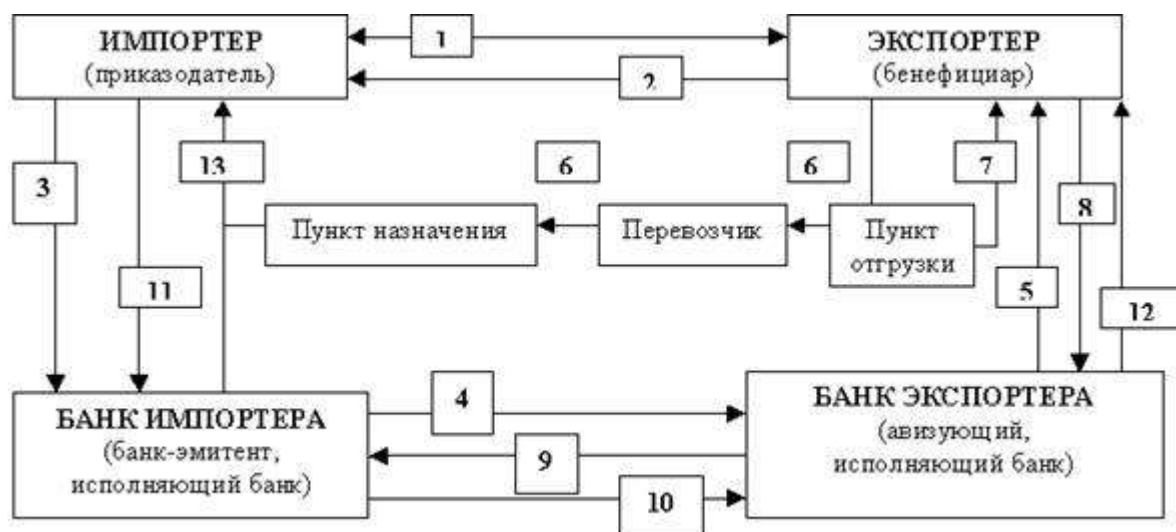 ИМПОРТЕР
(приказодатель)
1
2
ЭКСПОРТЕР
(бенефициар)
3
11
13
6
6
7
8
5
12
Пункт назначения
Перевозчик
Пункт
отгрузки
БАНК ИМПОРТЕРА
(банк-эмитент,
исполняющий банк)
4
9
10
БАНК ЭКСПОРТЕРА
(авизующий,
исполняющий банк)